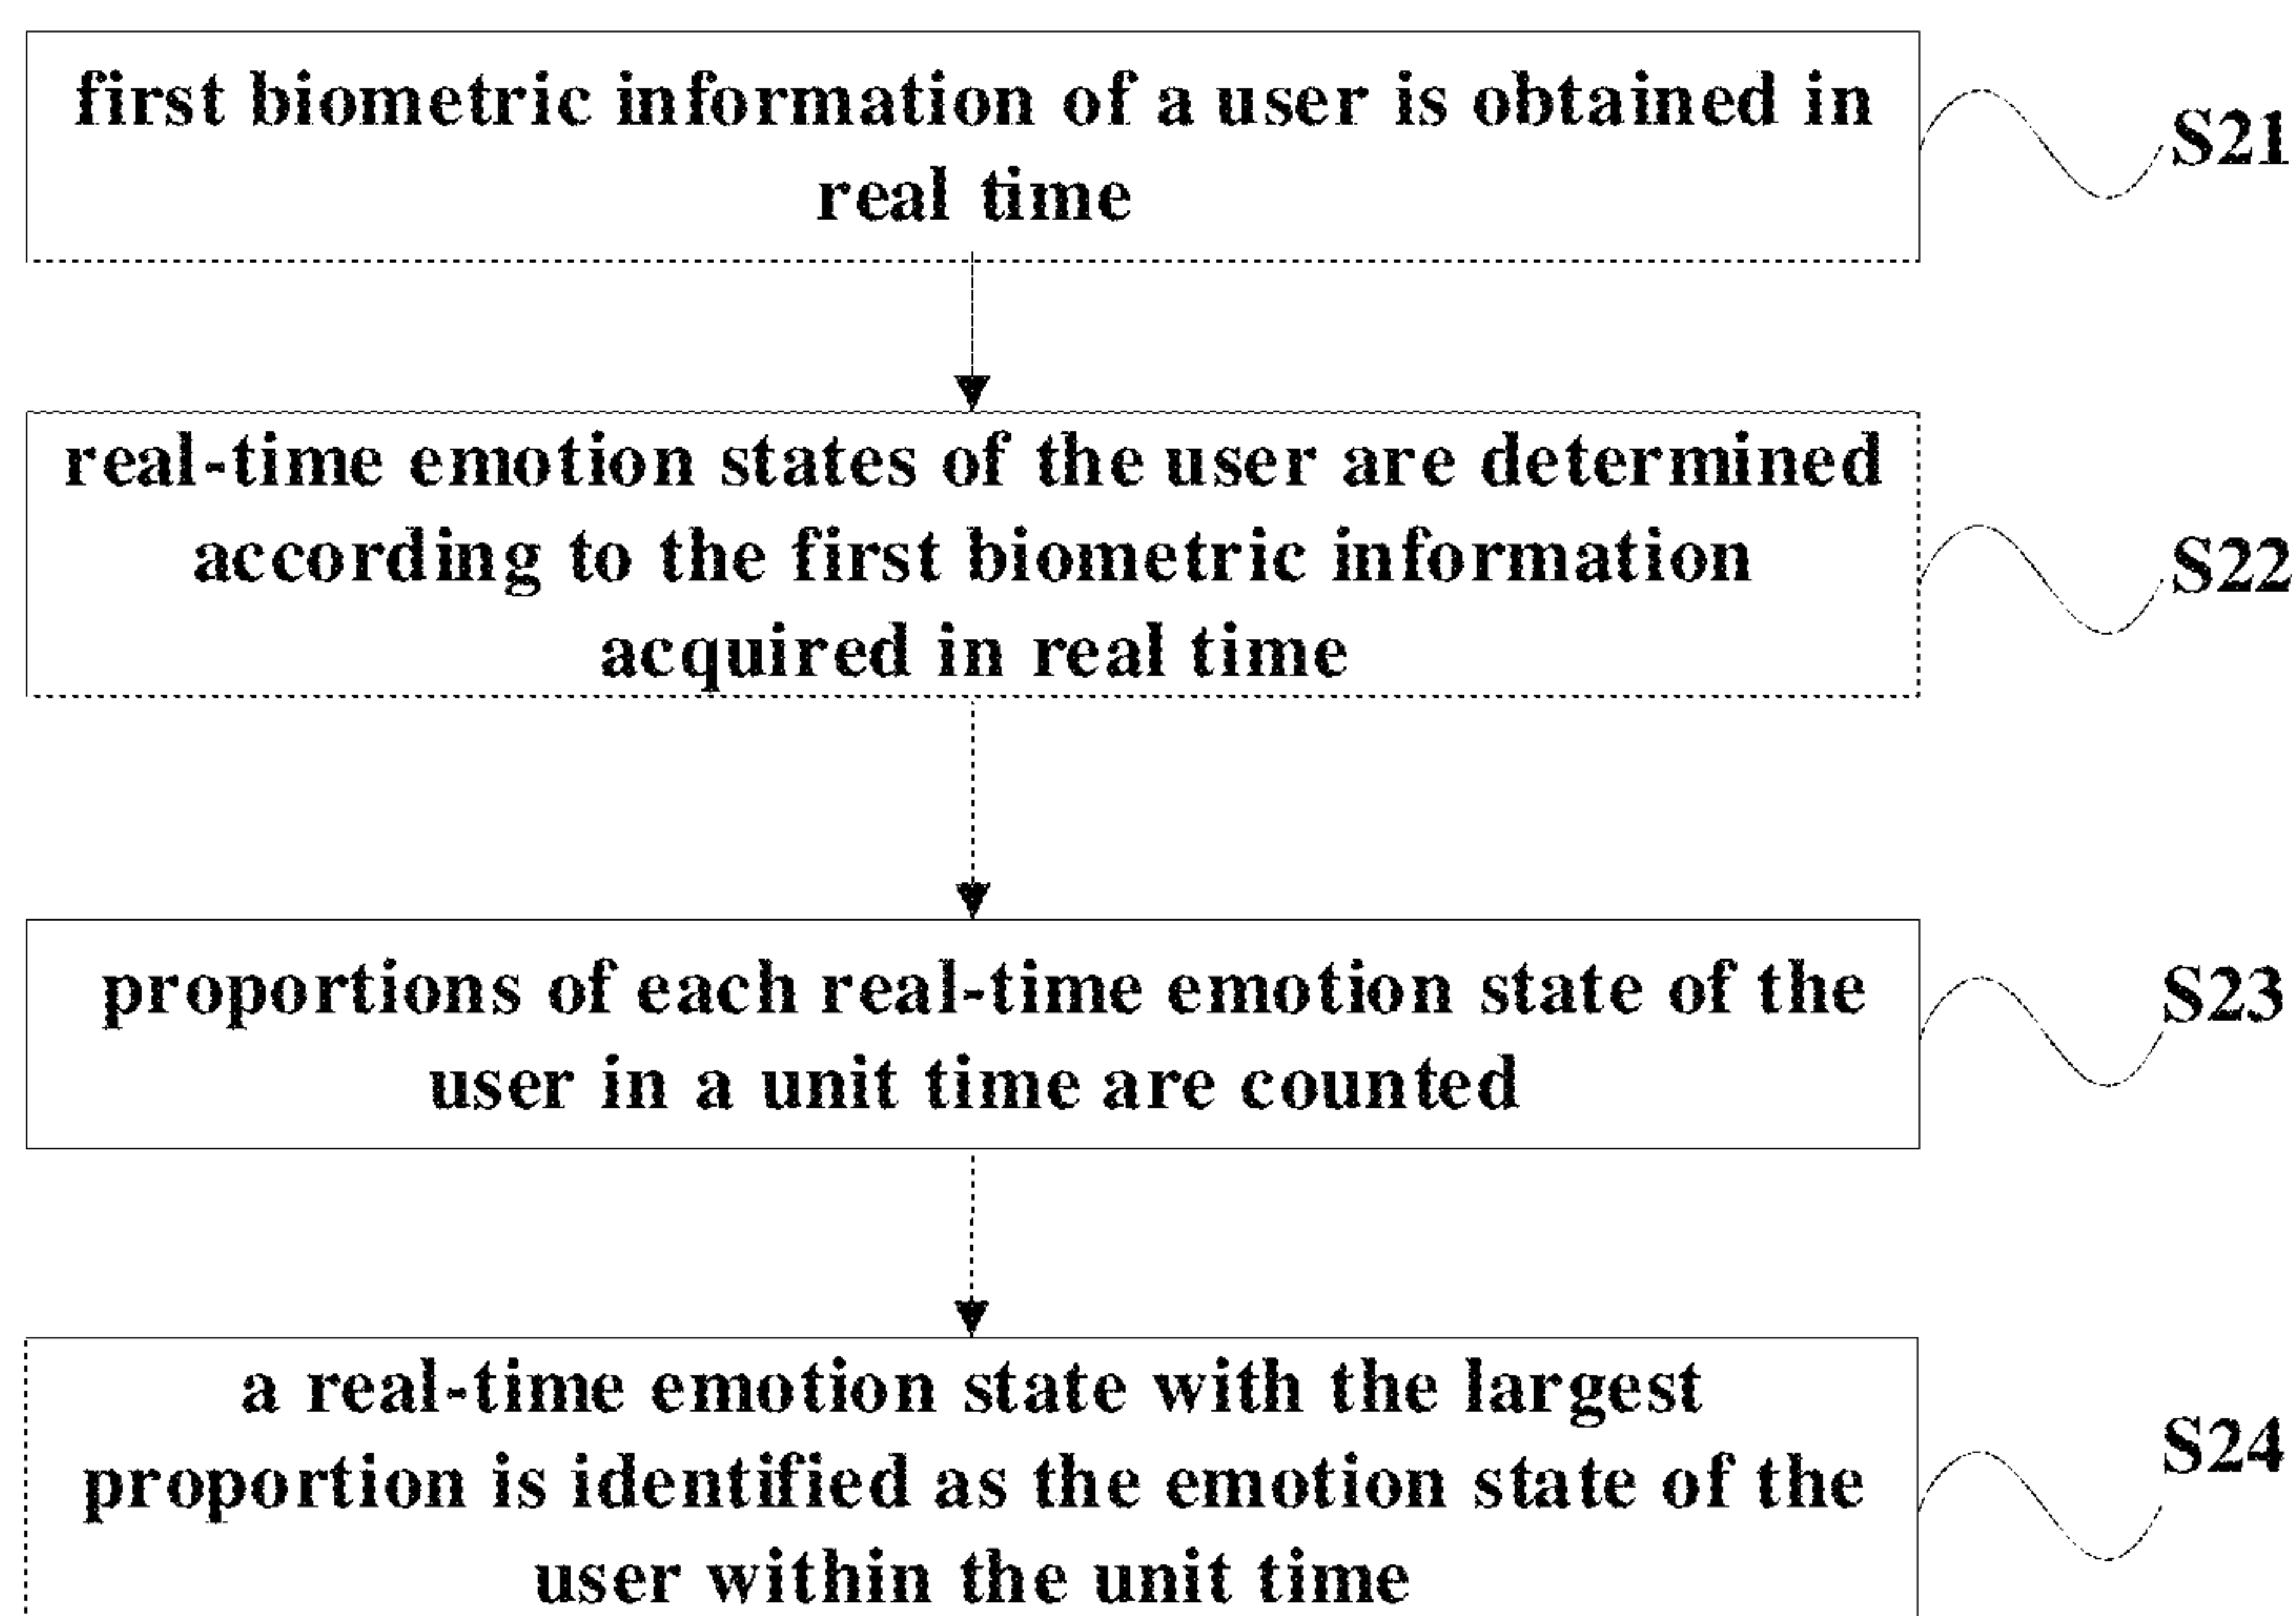 first biometric information of a user is obtained in
real time
S21
real-time emotion states of the user are determined
according to the first biometric information
acquired in real time
S22
proportions of each real-time emotion state of the
user in a unit time are counted
S23
a real-time emotion state with the largest
proportion is identified as the emotion state of the
user within the unit time
S24